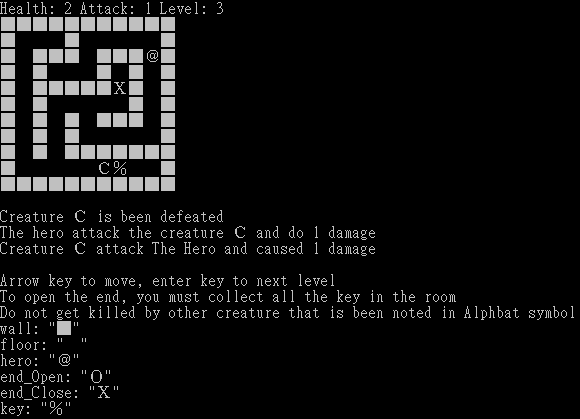 Health: 2 Attack: 1 Level: 3
@
X
C%
Creature C is been defeated
The hero attack the creature C and do 1 damage
Creature C attack The Hero and caused 1 damage
Arrow key to move, enter key to next level
To open the end, you must collect all the key in the room
Do not get killed by other creature that is been noted in Alphbat symbol
wall: "■"
floor: "  "
hero: "@"
end_Open: "O"
end_Close: "X"
key: "%"